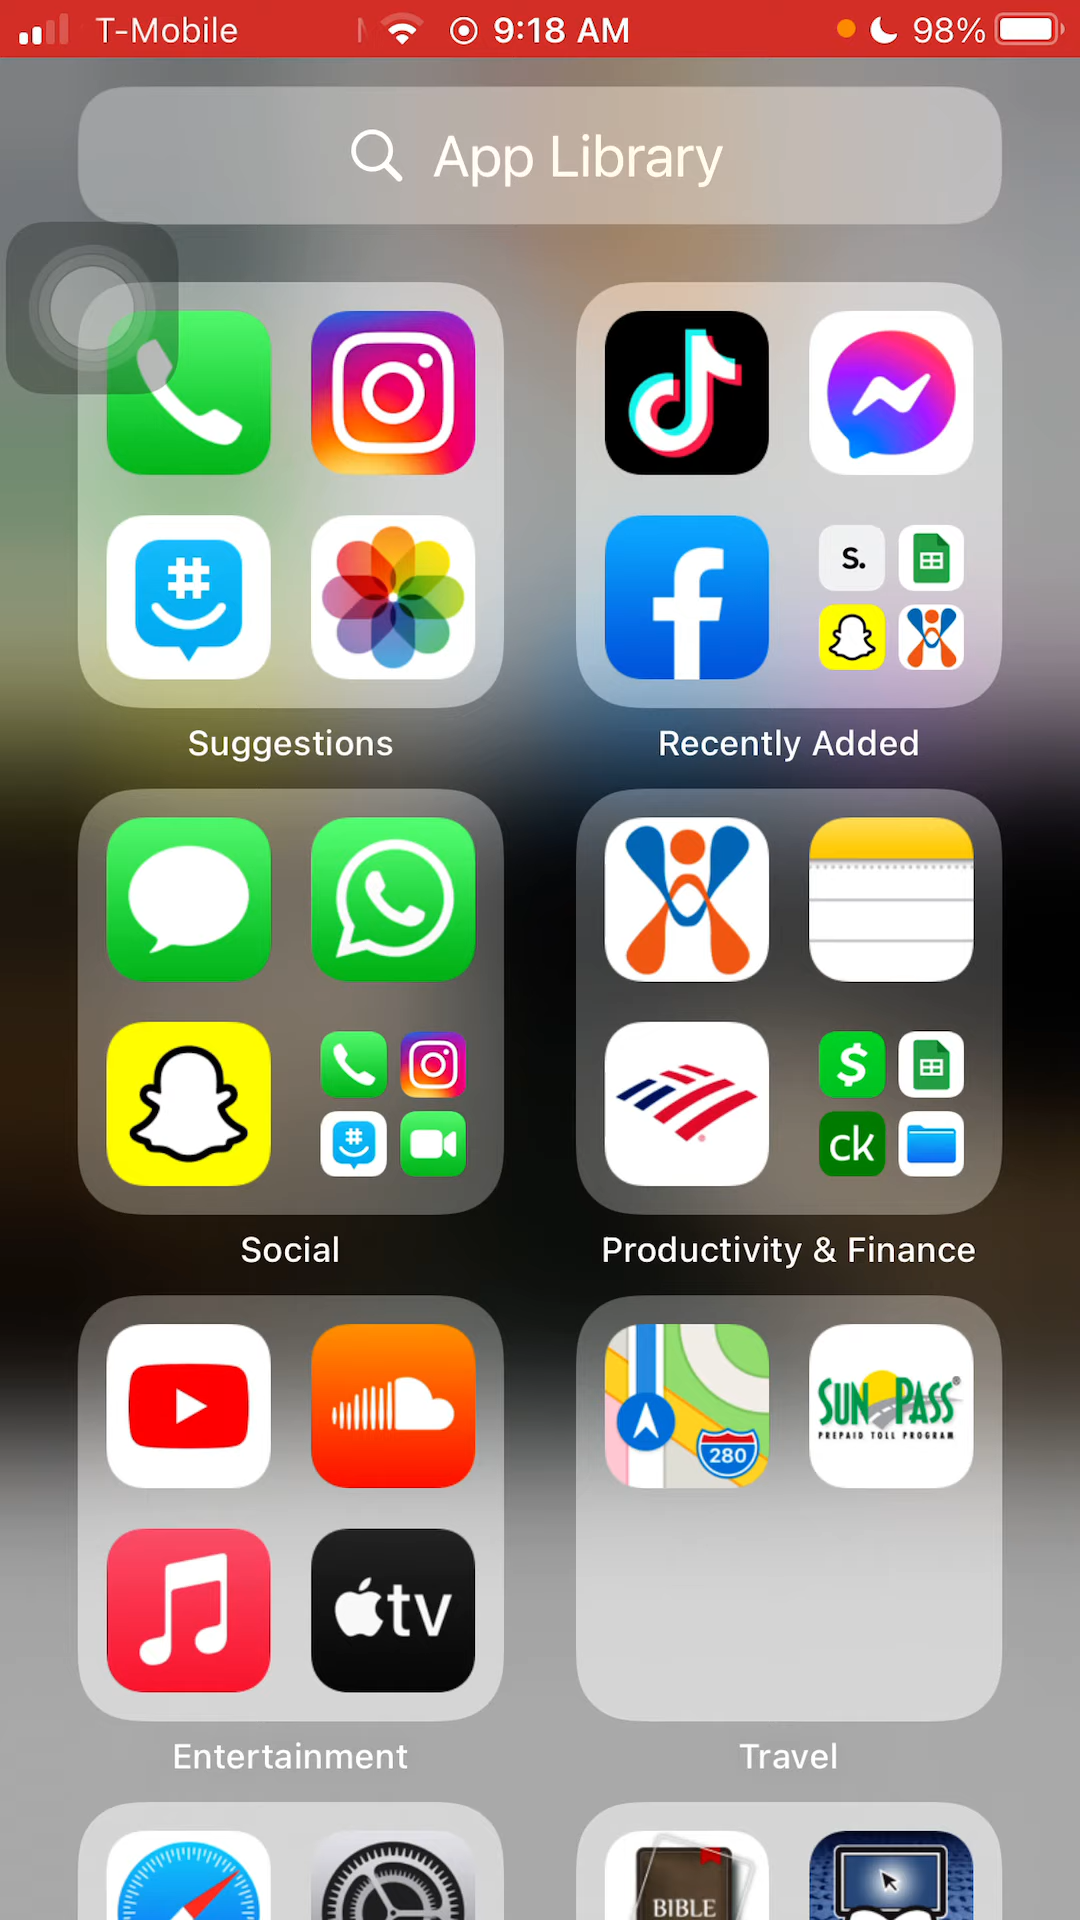 T-Mobile 9:18 AM 98%
App Library
S.
Suggestions Recently Added
$
ck
Social Productivity & Finance
280
SUN PASS®
PREPAID TOLL PROGRAM
tv
Entertainment Travel
BIBLE